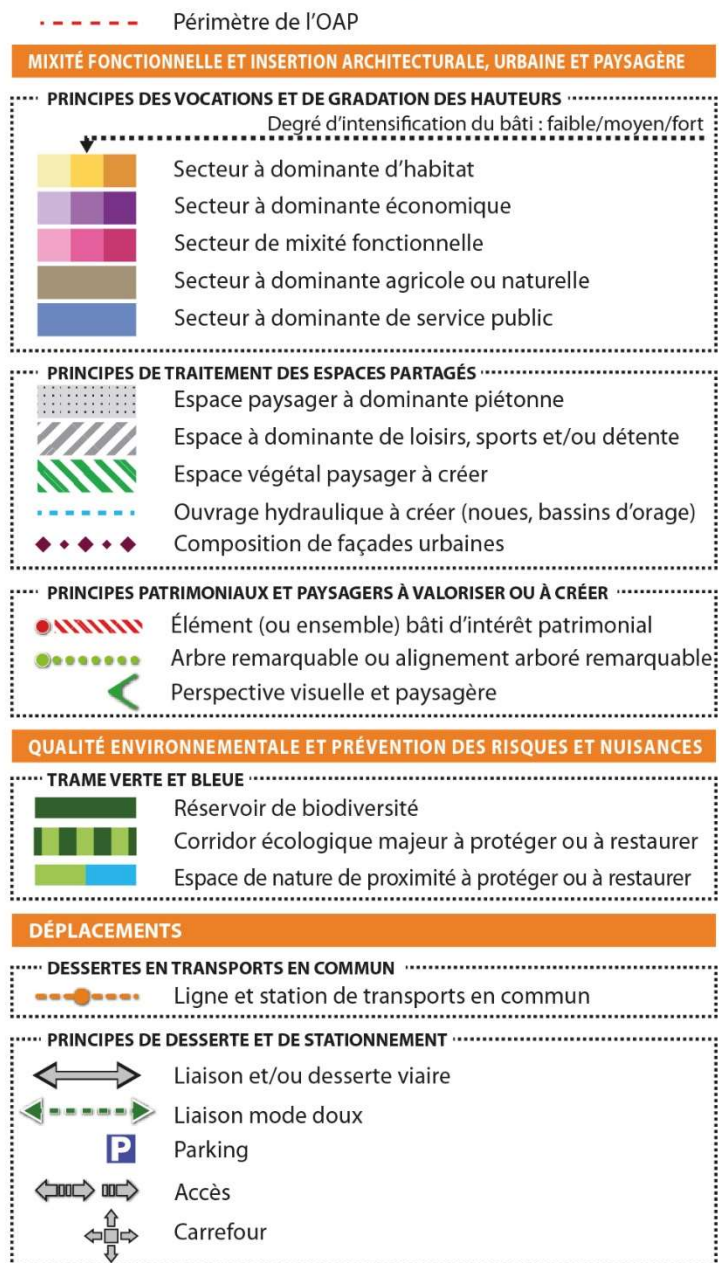 Périmètre de l'OAP
MIXITÉ FONCTIONNELLE ET INSERTION ARCHITECTURALE, URBAINE ET PAYSAGÈRE
PRINCIPES DES VOCATIONS ET DE GRADATION DES HAUTEURS
Degré d'intensification du bâti : faible/moyen/fort
Secteur à dominante d'habitat
Secteur à dominante économique
Secteur de mixité fonctionnelle
Secteur à dominante agricole ou naturelle
Secteur à dominante de service public
PRINCIPES DE TRAITEMENT DES ESPACES PARTAGÉS
Espace paysager à dominante piétonne
Espace à dominante de loisirs, sports et/ou détente
Espace végétal paysager à créer
Ouvrage hydraulique à créer (noues, bassins d'orage)
Composition de façades urbaines
PRINCIPES PATRIMONIAUX ET PAYSAGERS À VALORISER OU À CRÉER
Élément (ou ensemble) bâti d'intérêt patrimonial
Arbre remarquable ou alignement arboré remarquable
Perspective visuelle et paysagère
QUALITÉ ENVIRONNEMENTALE ET PRÉVENTION DES RISQUES ET NUISANCES
TRAME VERTE ET BLEUE
Réservoir de biodiversité
Corridor écologique majeur à protéger ou à restaurer
Espace de nature de proximité à protéger ou à restaurer
DÉPLACEMENTS
DESSERTES EN TRANSPORTS EN COMMUN
Ligne et station de transports en commun
PRINCIPES DE DESSERTE ET DE STATIONNEMENT
Liaison et/ou desserte viaire
Liaison mode doux
P Parking
Accès
Carrefour